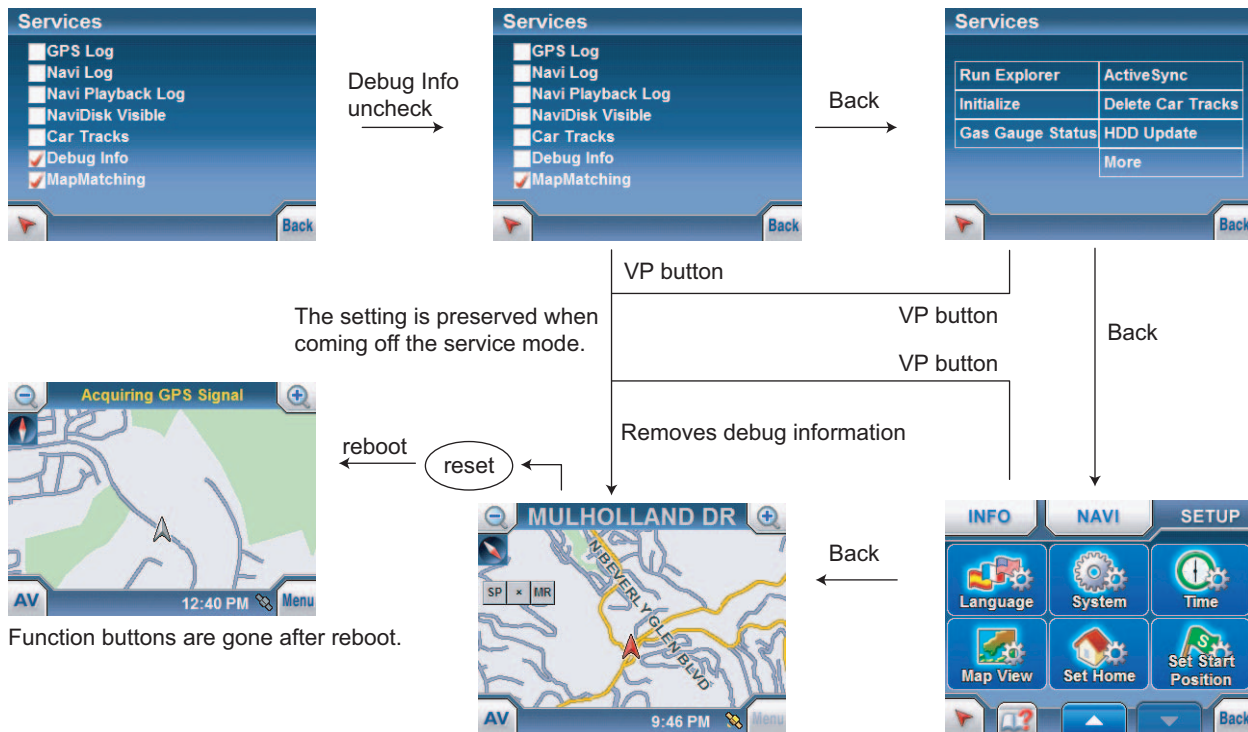 Services
GPS Log
Navi Log
Navi Playback Log
NaviDisk Visible
Car Tracks
Debug Info
MapMatching
Back
Debug Info
uncheck
Services
GPS Log
Navi Log
Navi Playback Log
NaviDisk Visible
Car Tracks
Debug Info
MapMatching
Back
Back
Services
Run Explorer
ActiveSync
Initialize
Delete Car Tracks
Gas Gauge Status
HDD Update
More
Back
VP button
VP button
The setting is preserved when
coming off the service mode.
VP button
Back
Removes debug information
Acquiring GPS Signal
AV
12:40 PM
Menu
Function buttons are gone after reboot.
reboot
reset
MULHOLLAND DR
N BEVERLY GLEN BLVD
SP × MR
AV
9:46 PM
Menu
Back
INFO
NAVI
SETUP
Language
System
Time
Map View
Set Home
S
Set Start
Position
?
Back